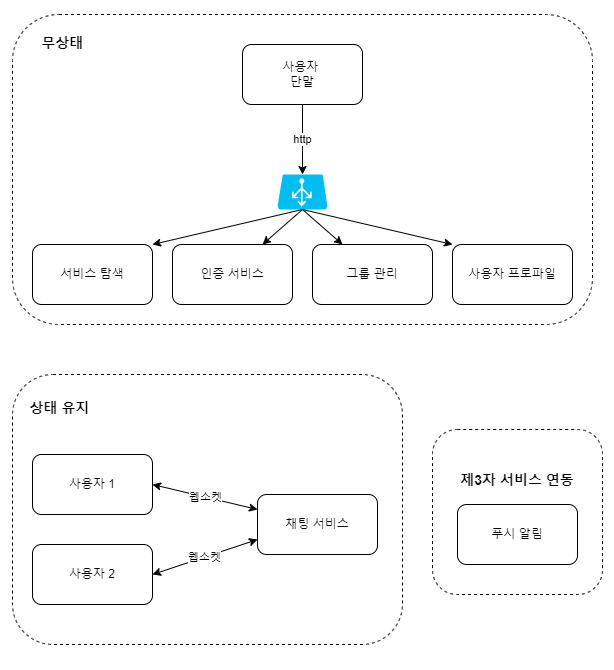 무상태
사용자
단말
http
서비스 탐색
인증 서비스
그룹 관리
사용자 프로파일
상태 유지
사용자 1
웹소켓
채팅 서비스
사용자 2
웹소켓
제3자 서비스 연동
푸시 알림